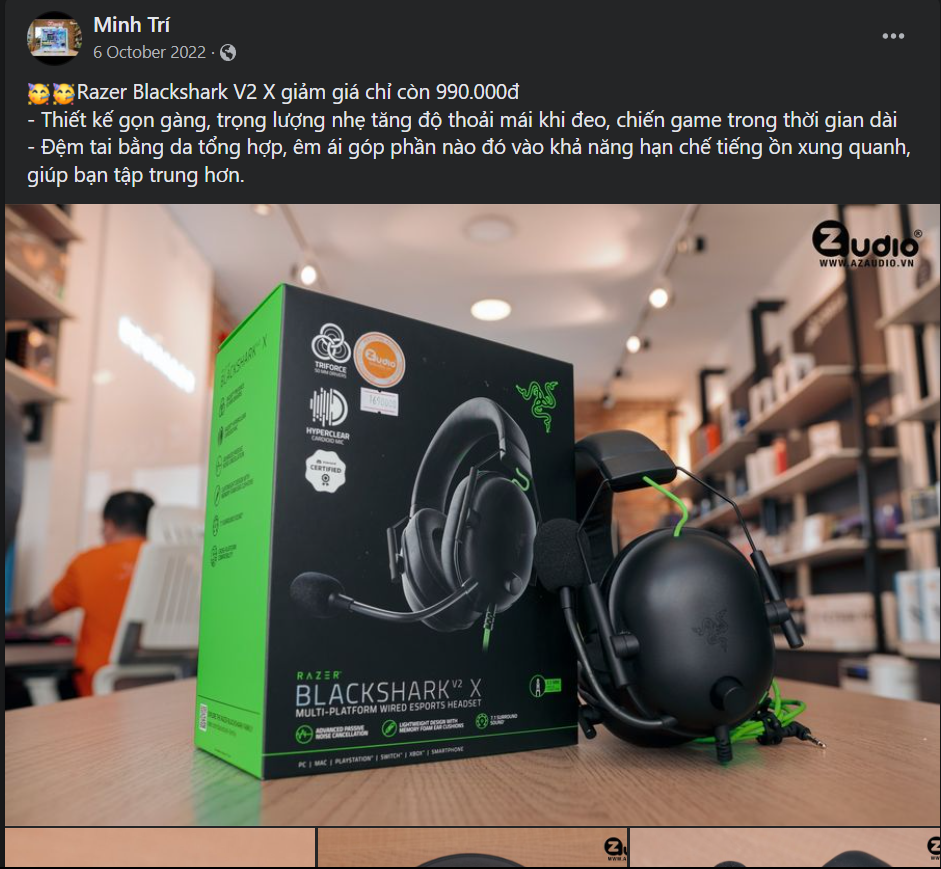 Minh Trí
6 October 2022 ·
🥳🥳Razer Blackshark V2 X giảm giá chỉ còn 990.000đ
- Thiết kế gọn gàng, trọng lượng nhẹ tăng độ thoải mái khi đeo, chiến game trong thời gian dài
- Đệm tai bằng da tổng hợp, êm ái góp phần nào đó vào khả năng hạn chế tiếng ồn xung quanh,
giúp bạn tập trung hơn.
Zudio®
WWW.AZAUDIO.VN
BLACKSHARK V2 X
TRIFORCE
50 MM DRIVERS
Zudio
HYPERCLEAR
CARDIOID MIC
CERTIFIED
RAZER
BLACKSHARK V2 X
MULTI-PLATFORM WIRED ESPORTS HEADSET
ADVANCED PASSIVE
NOISE CANCELLATION
LIGHTWEIGHT DESIGN WITH
MEMORY FOAM EAR CUSHIONS
7.1 SURROUND
SOUND
PC | MAC | PLAYSTATION | SWITCH | XBOX | SMARTPHONE